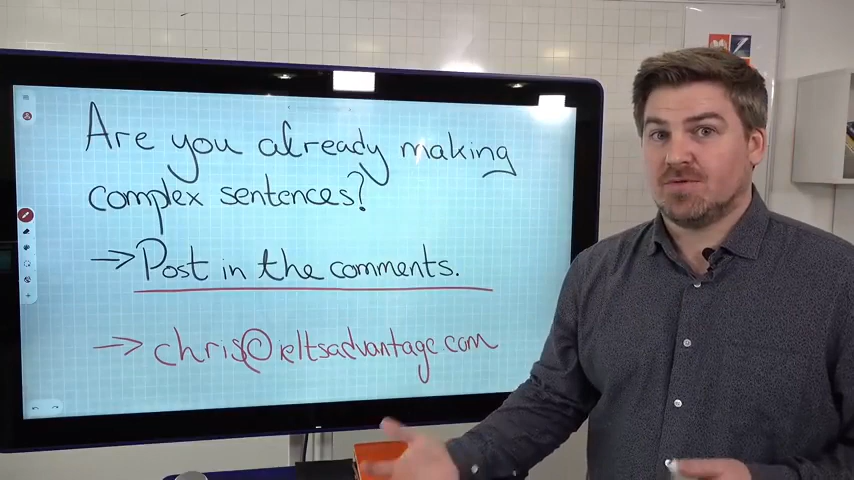 Are you already making
complex sentences?
→ Post in the comments.
→ chris@ieltsadvantage.com